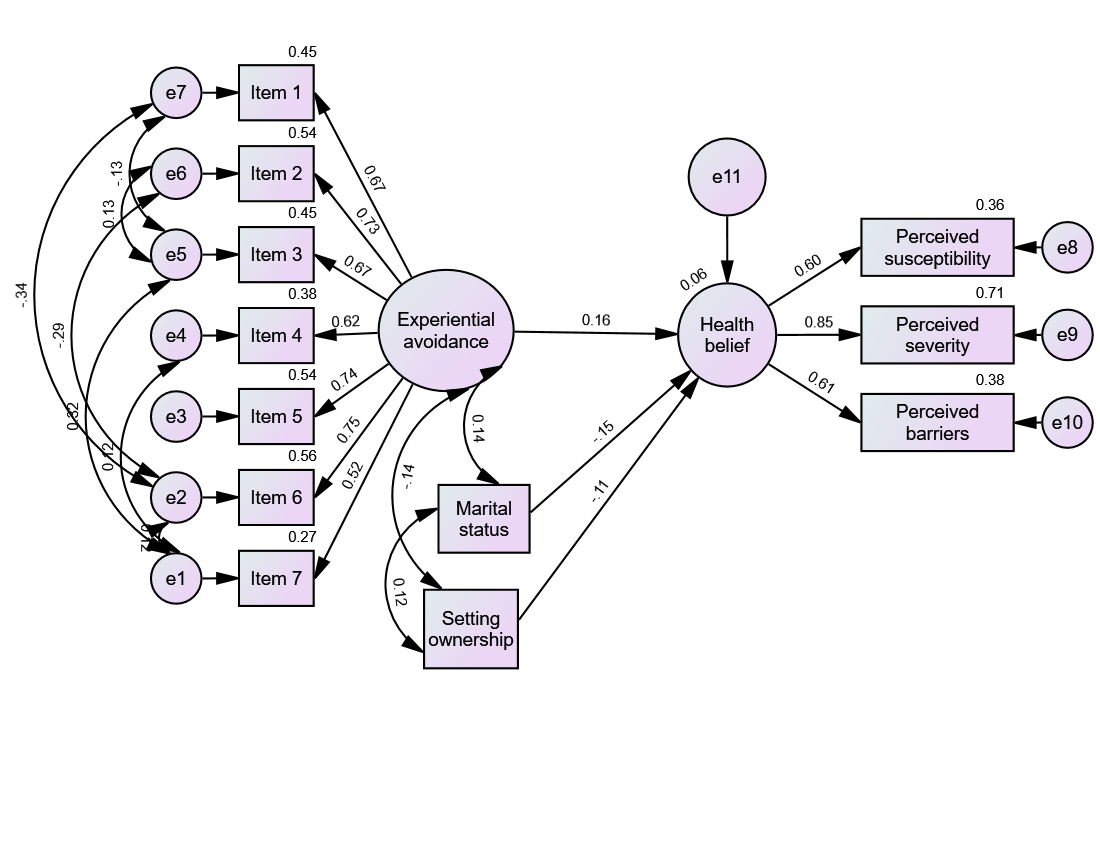 0.45
e7
Item 1
0.54
e6
Item 2
0.45
e5
Item 3
0.38
e4
Item 4
0.54
e3
Item 5
0.56
e2
Item 6
0.27
e1
Item 7
-.34
-.13
0.13
-.29
0.32
0.12
0.67
0.73
0.67
0.62
0.74
0.75
0.52
Experiential
avoidance
0.16
0.14
-.14
0.12
Marital
status
Setting
ownership
-.15
-.11
e11
0.06
Health
belief
0.60
0.85
0.61
0.36
Perceived
susceptibility
e8
0.71
Perceived
severity
e9
0.38
Perceived
barriers
e10